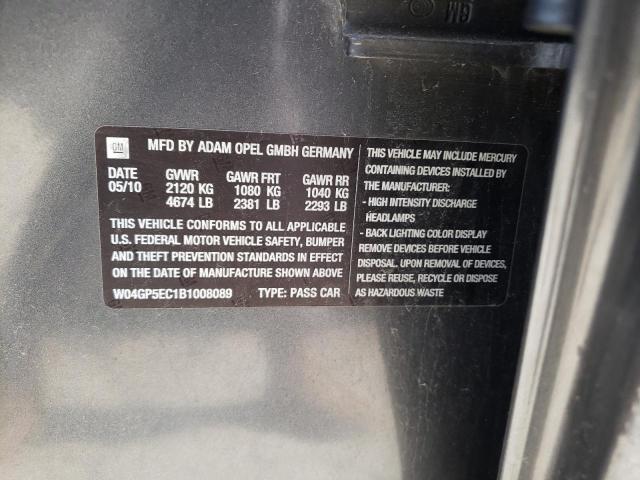 GM
GM MFD BY ADAM OPEL GMBH GERMANY
DATE GVWR GAWR FRT GAWR RR
05/10 2120 KG 1080 KG 1040 KG
4674 LB 2381 LB 2293 LB
THIS VEHICLE CONFORMS TO ALL APPLICABLE
U.S. FEDERAL MOTOR VEHICLE SAFETY, BUMPER
AND THEFT PREVENTION STANDARDS IN EFFECT
ON THE DATE OF MANUFACTURE SHOWN ABOVE
W04GP5EC1B1008089 TYPE: PASS CAR
THIS VEHICLE MAY INCLUDE MERCURY
CONTAINING DEVICES INSTALLED BY
THE MANUFACTURER:
- HIGH INTENSITY DISCHARGE
HEADLAMPS
- BACK LIGHTING COLOR DISPLAY
REMOVE DEVICES BEFORE VEHICLE
DISPOSAL. UPON REMOVAL OF DEVICES,
PLEASE REUSE, RECYCLE OR DISPOSE
AS HAZARDOUS WASTE